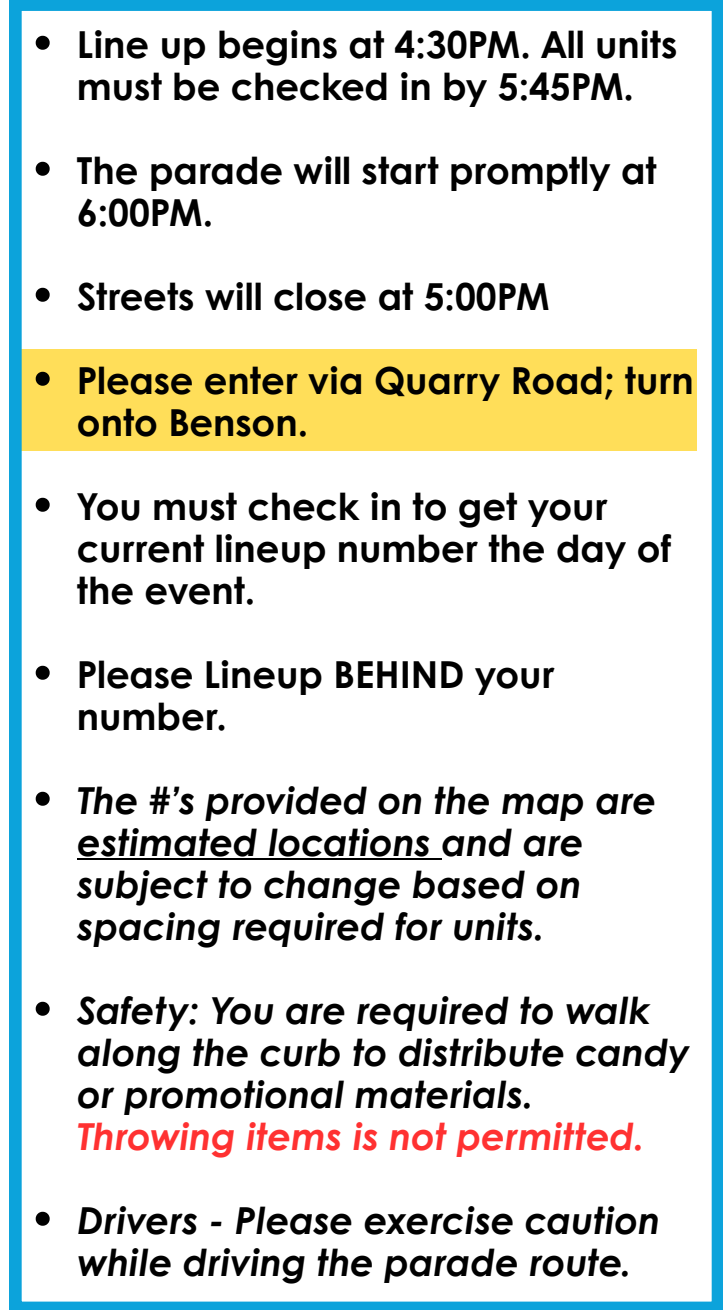 • Line up begins at 4:30PM. All units
must be checked in by 5:45PM.
• The parade will start promptly at
6:00PM.
• Streets will close at 5:00PM
• Please enter via Quarry Road; turn
onto Benson.
• You must check in to get your
current lineup number the day of
the event.
• Please Lineup BEHIND your
number.
• The #’s provided on the map are
estimated locations and are
subject to change based on
spacing required for units.
• Safety: You are required to walk
along the curb to distribute candy
or promotional materials.
Throwing items is not permitted.
• Drivers - Please exercise caution
while driving the parade route.